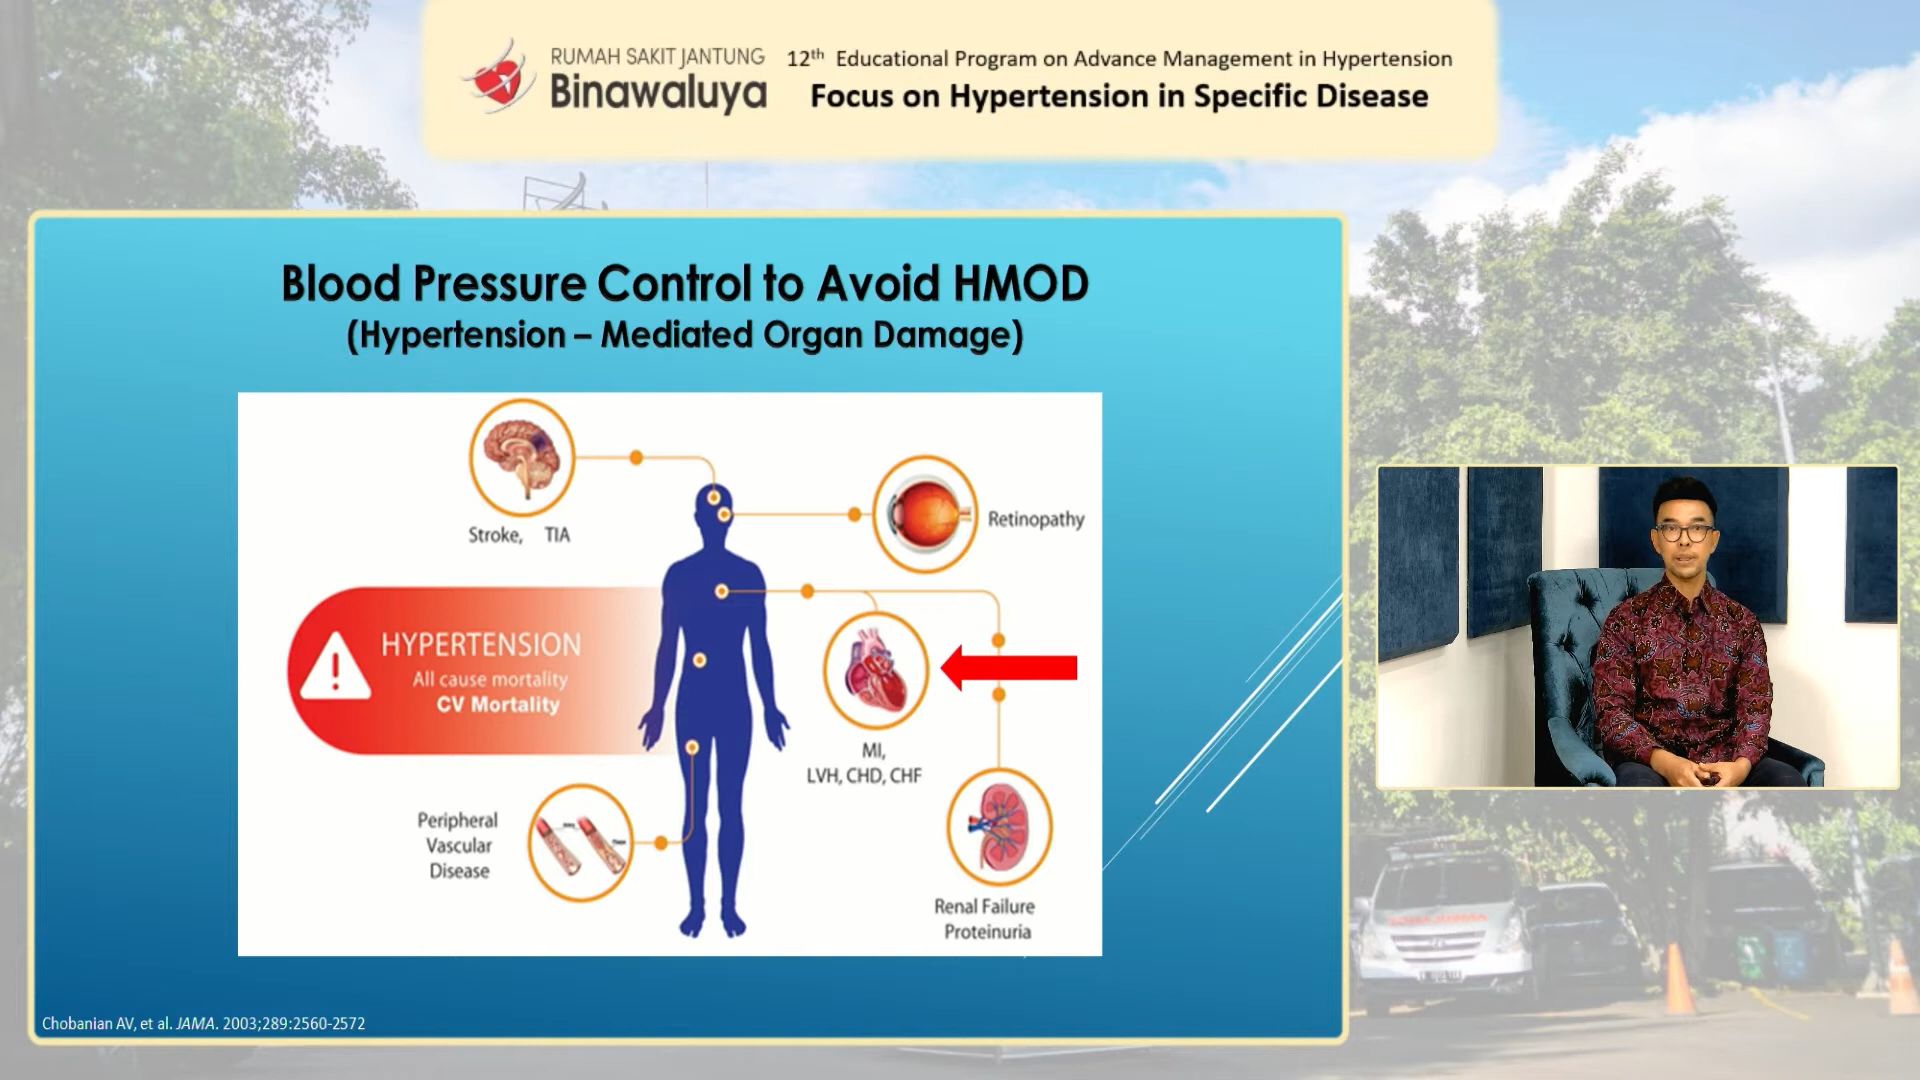 RUMAH SAKIT JANTUNG
Binawaluya
12th Educational Program on Advance Management in Hypertension
Focus on Hypertension in Specific Disease
Blood Pressure Control to Avoid HMOD
(Hypertension – Mediated Organ Damage)
Stroke, TIA
Retinopathy
HYPERTENSION
All cause mortality
CV Mortality
MI,
LVH, CHD, CHF
Peripheral
Vascular
Disease
Renal Failure
Proteinuria
Chobanian AV, et al. JAMA. 2003;289:2560-2572